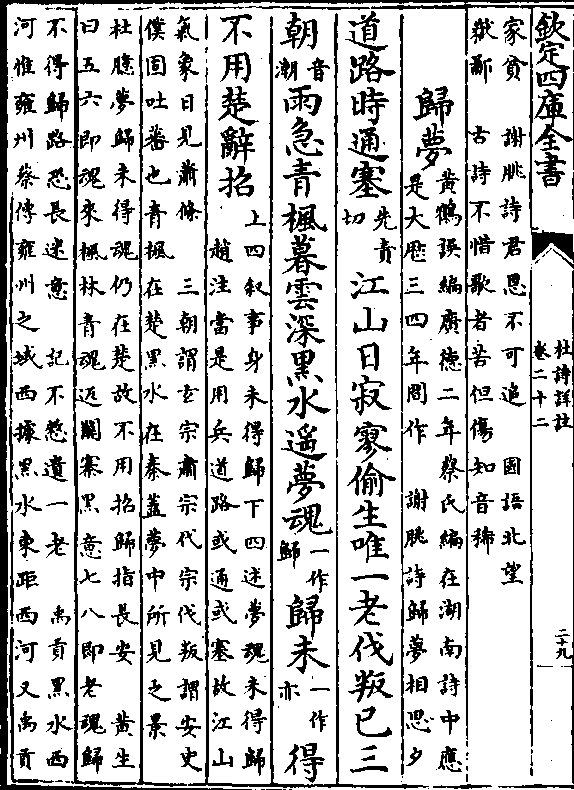 欽定四庫全書
杜詩詳註
卷二十二
二十九
家貧 謝朓詩君恩不可追 國語北望
古詩不惜歌者苦但傷知音稀
歸夢
黃鶴誤編廣德二年蔡氏編在湖南詩中應
是大厯三四年間作 謝朓詩歸夢相思夕
道路時通塞先責切江山日寂寥偷生唯一老伐叛已三
朝音潮雨急青楓暮雲深黒水遙夢魂一作歸歸未一作亦得
不用楚辭招
上四叙事身未得歸下四述夢魂未得歸
趙注當是用兵道路或通或塞故江山
氣象日見蕭條 三朝謂玄宗肅宗代宗伐叛謂安史
僕固吐蕃也青楓在楚黒水在秦蓋夢中所見之景
杜臆夢歸未得魂仍在楚故不用招歸指長安 黃生
曰五六即魂來楓林青魂返關塞黒意七八即老魂歸
不得歸路恐長迷意 記不憗遺一老 禹貢黒水西
河惟雍州蔡傳雍州之域西據黒水東距西河又禹貢